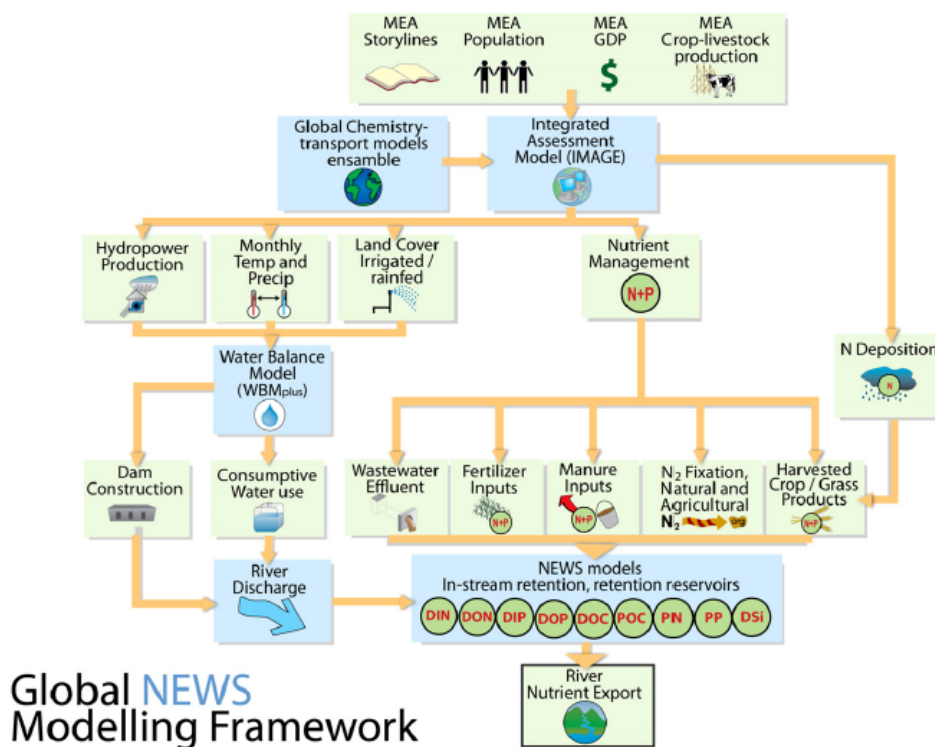 MEA
Storylines
MEA
Population
MEA
GDP
$
MEA
Crop-livestock
production
Global Chemistry-
transport models
ensamble
Integrated
Assessment
Model (IMAGE)
Hydropower
Production
Monthly
Temp and
Precip
Land Cover
Irrigated /
rainfed
Nutrient
Management
N+P
N Deposition
N
Water Balance
Model
(WBMplus)
Dam
Construction
Consumptive
Water use
Wastewater
Effluent
Fertilizer
Inputs
N+P
Manure
Inputs
N+P
N2 Fixation,
Natural and
Agricultural
N2 org
Harvested
Crop / Grass
Products
N+P
River
Discharge
NEWS models
In-stream retention, retention reservoirs
DIN DON DIP DOP DOC POC PN PP DSi
River
Nutrient Export
Global NEWS
Modelling Framework